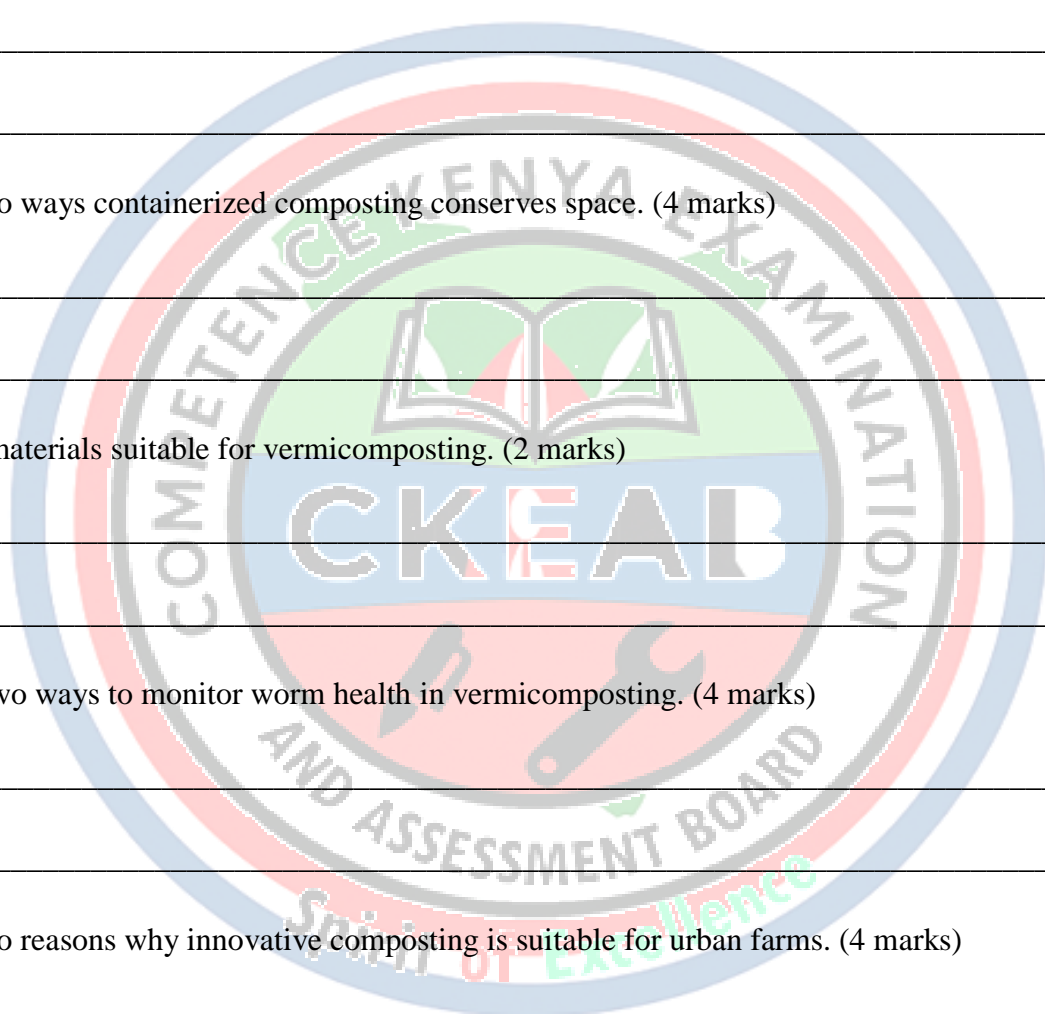 o ways containerized composting conserves space. (4 marks)
materials suitable for vermicomposting. (2 marks)
wo ways to monitor worm health in vermicomposting. (4 marks)
o reasons why innovative composting is suitable for urban farms. (4 marks)
COMPETENCE KENYA EXAMINATION
CKEAB
AND ASSESSMENT BOARD
Spirit of Excellence